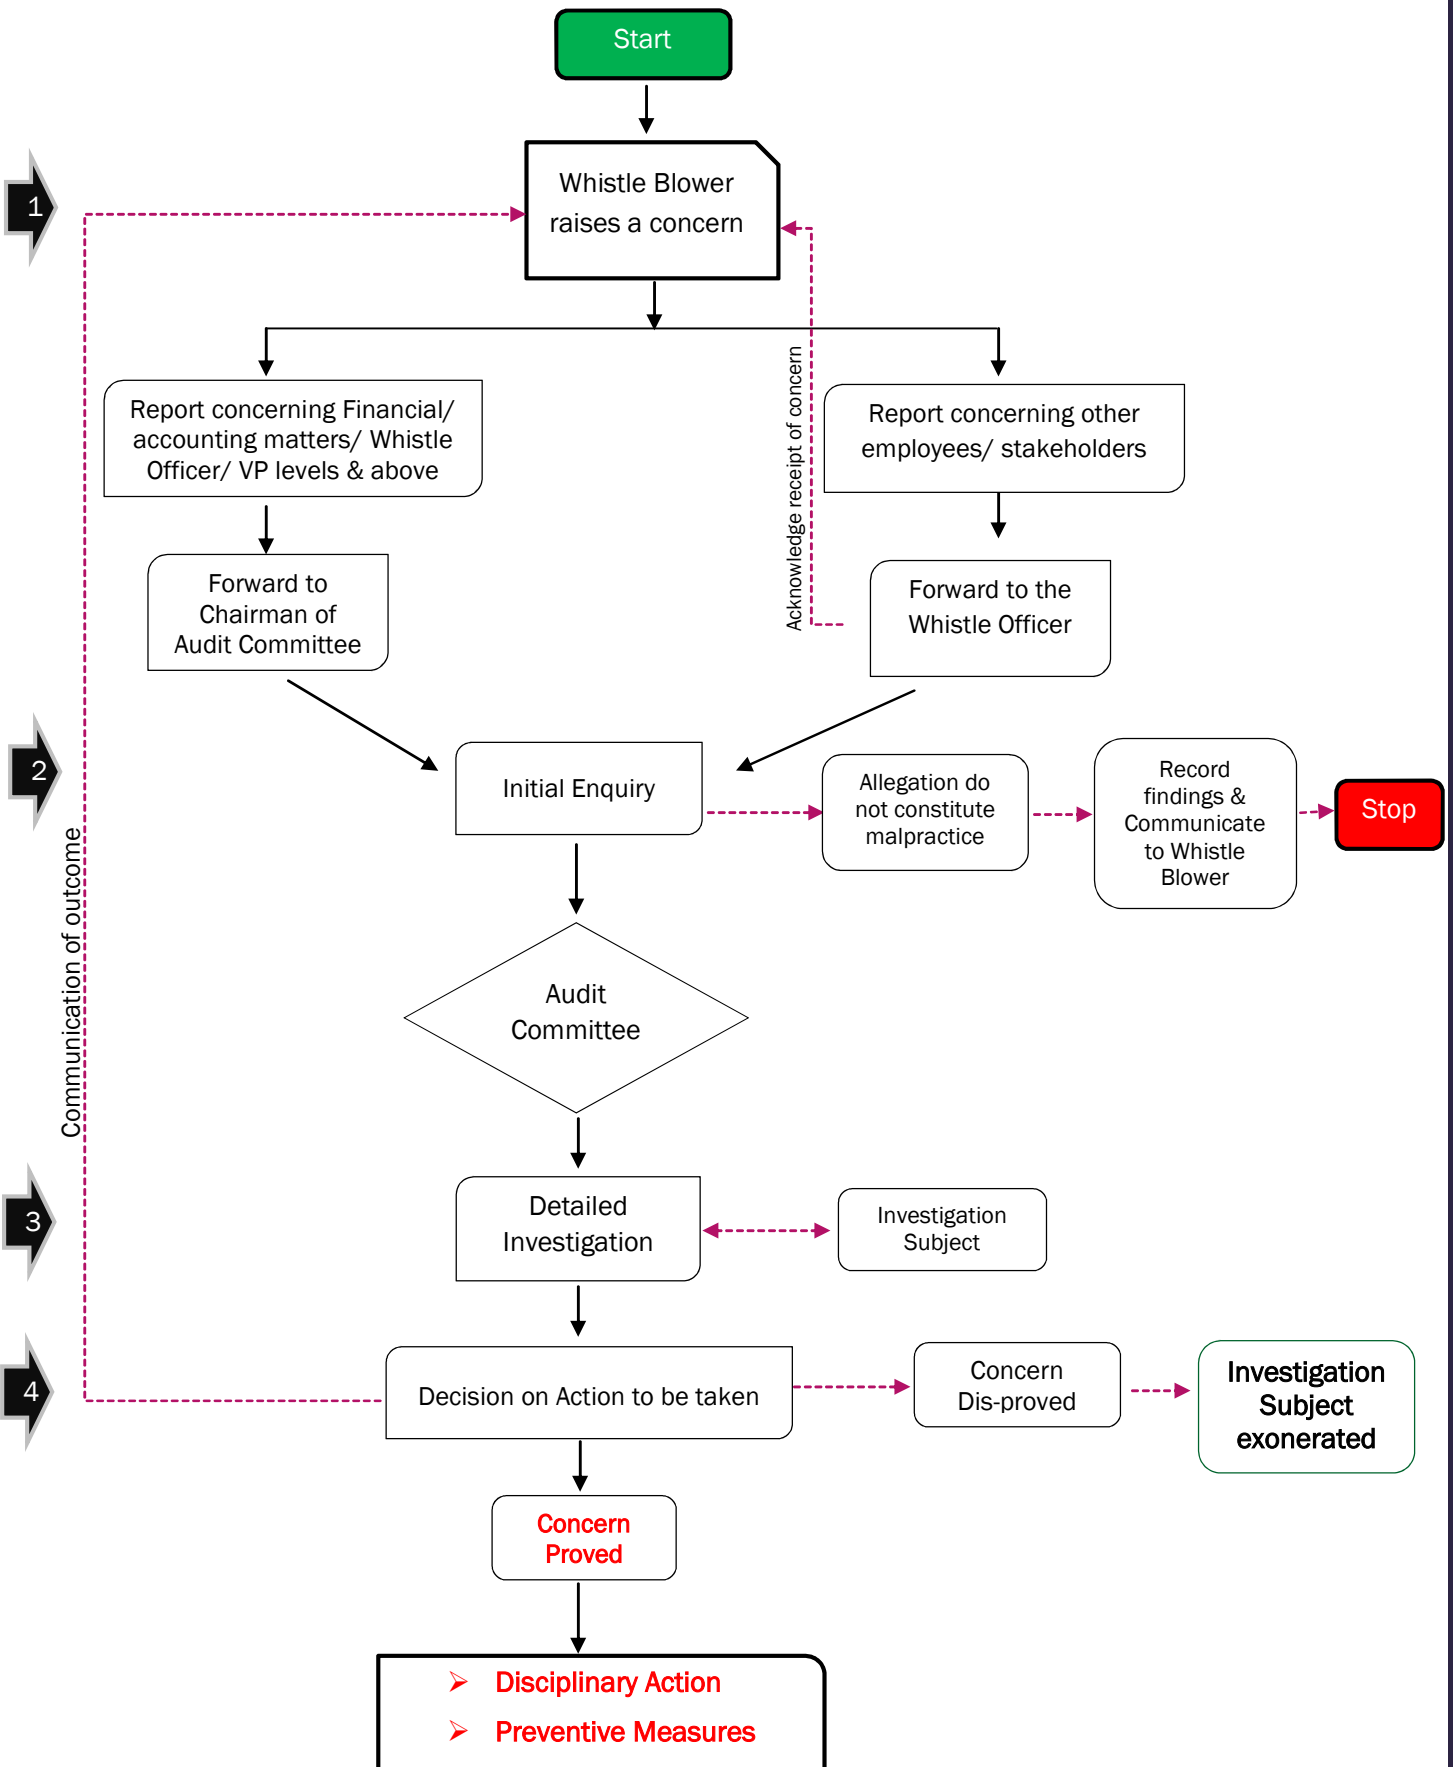 Start
1
Whistle Blower
raises a concern
Report concerning Financial/
accounting matters/ Whistle
Officer/ VP levels & above
Acknowledge receipt of concern
Report concerning other
employees/ stakeholders
Forward to
Chairman of
Audit Committee
Forward to the
Whistle Officer
2
Initial Enquiry
Allegation do
not constitute
malpractice
Record
findings &
Communicate
to Whistle
Blower
Stop
Communication of outcome
Audit
Committee
3
Detailed
Investigation
Investigation
Subject
4
Decision on Action to be taken
Concern
Dis-proved
Investigation
Subject
exonerated
Concern
Proved
➢ Disciplinary Action
➢ Preventive Measures